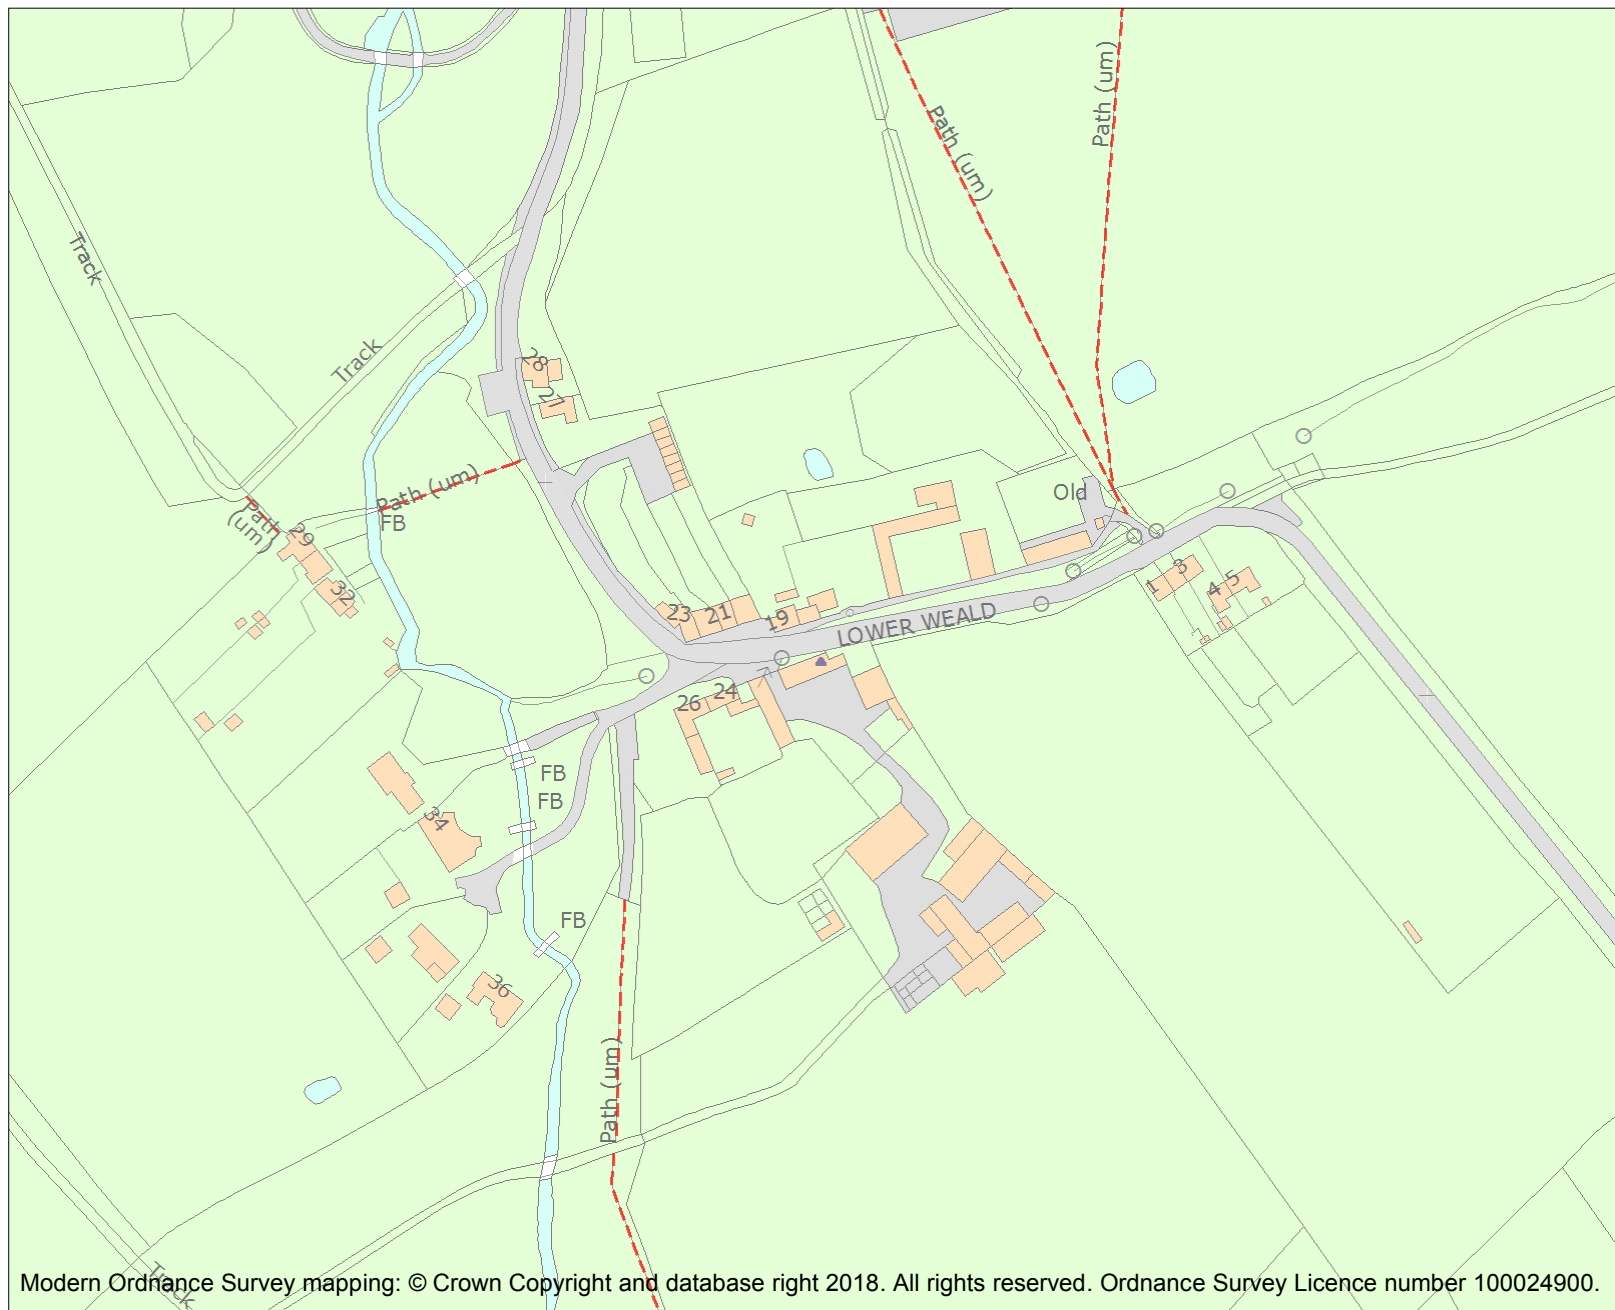 Path (um)
Path (um)
Track
Track
28
27
Path (um)
FB
Old
Path
(um)
29
32
1
3
4
5
23
21
19
LOWER WEALD
26
24
FB
FB
34
FB
36
Path (um)
Track
Modern Ordnance Survey mapping: © Crown Copyright and database right 2018. All rights reserved. Ordnance Survey Licence number 100024900.